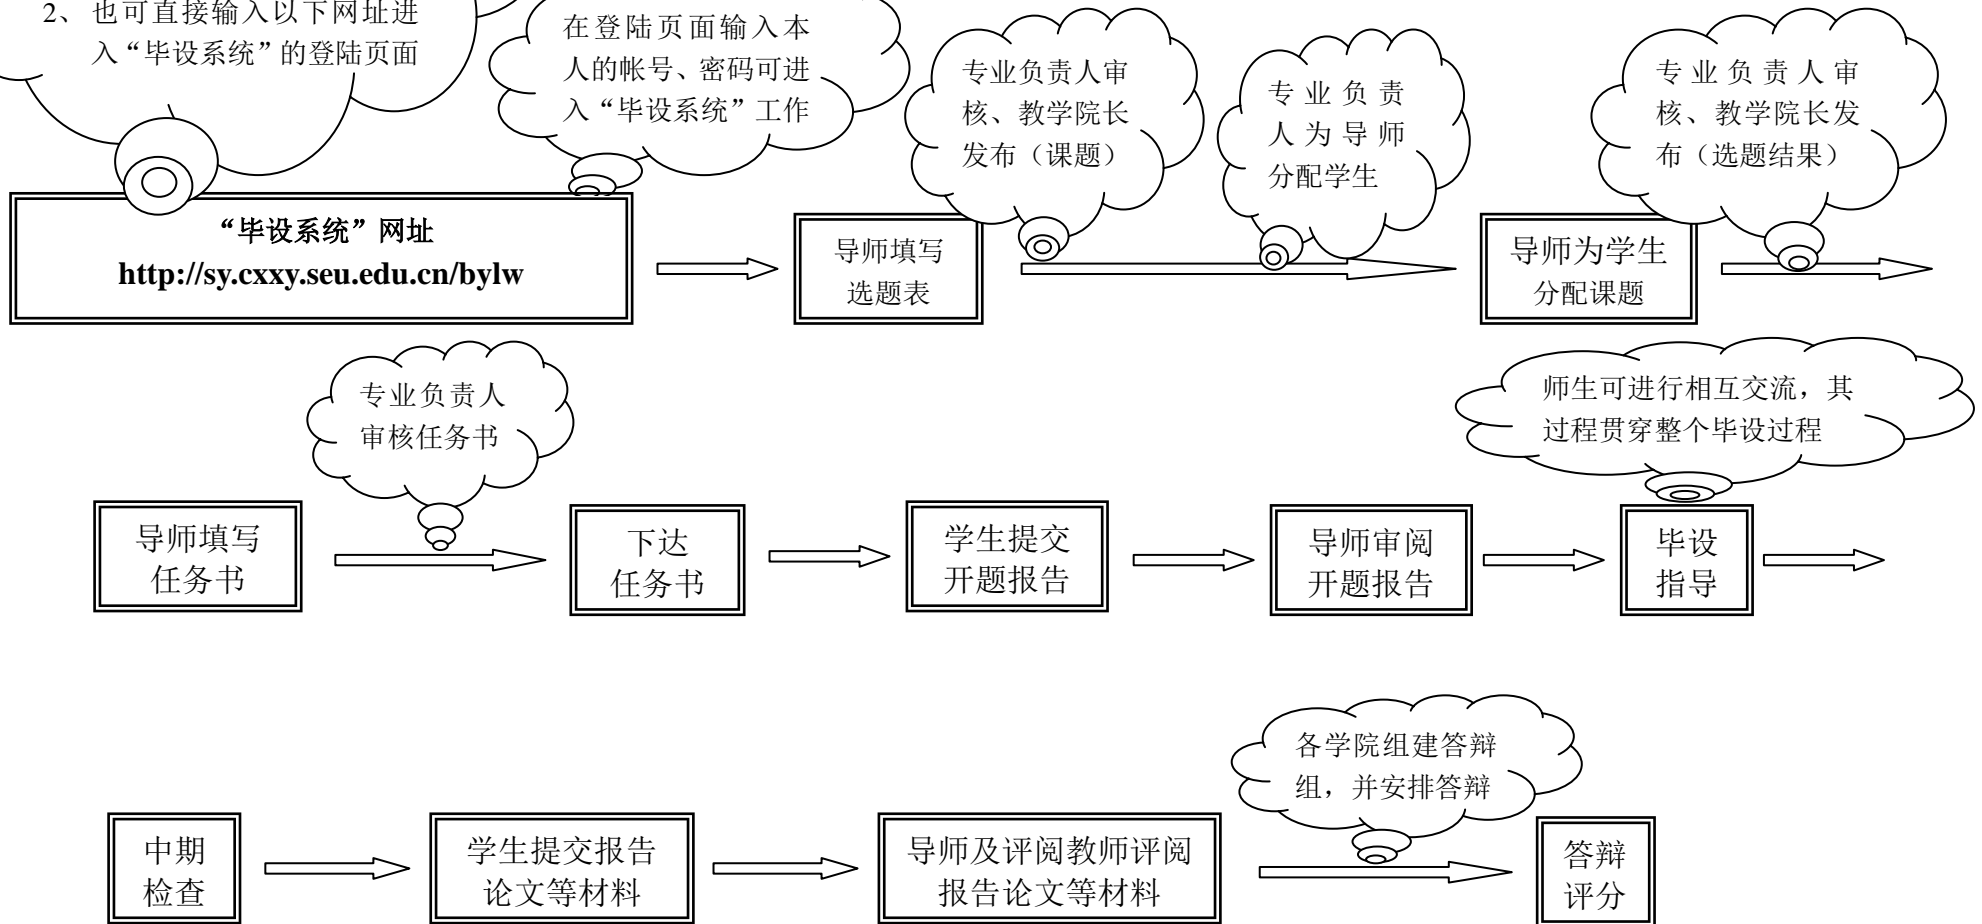 2、也可直接输入以下网址进
入“毕设系统”的登陆页面
在登陆页面输入本
人的帐号、密码可进
入“毕设系统”工作
专业负责人审
核、教学院长
发布（课题）
专业负责
人为导师
分配学生
专业负责人审
核、教学院长发
布（选题结果）
“毕设系统”网址
http://sy.cxxy.seu.edu.cn/bylw
导师填写
选题表
导师为学生
分配课题
专业负责人
审核任务书
师生可进行相互交流，其
过程贯穿整个毕设过程
导师填写
任务书
下达
任务书
学生提交
开题报告
导师审阅
开题报告
毕设
指导
各学院组建答辩
组，并安排答辩
中期
检查
学生提交报告
论文等材料
导师及评阅教师评阅
报告论文等材料
答辩
评分